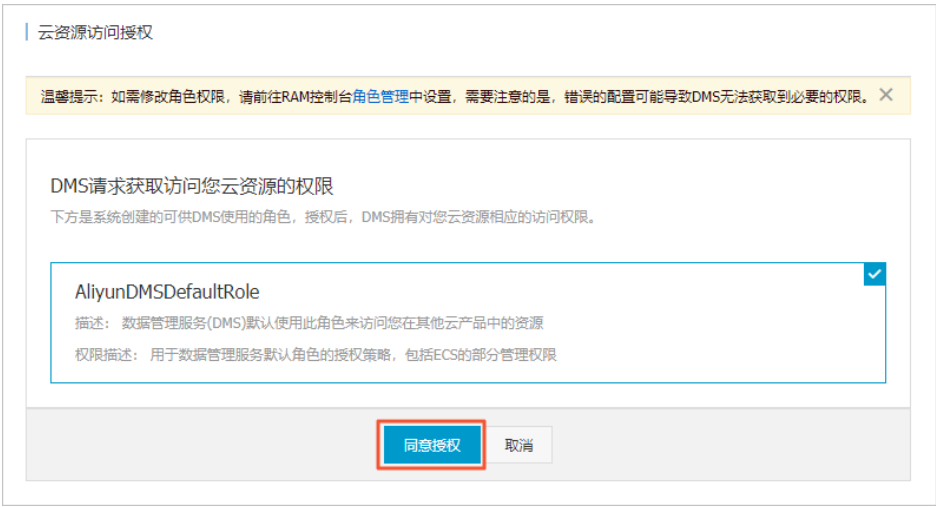 云资源访问授权
温馨提示：如需修改角色权限，请前往RAM控制台角色管理中设置，需要注意的是，错误的配置可能导致DMS无法获取到必要的权限。
DMS请求获取访问您云资源的权限
下方是系统创建的可供DMS使用的角色，授权后，DMS拥有对您云资源相应的访问权限。
AliyunDMSDefaultRole
描述： 数据管理服务(DMS)默认使用此角色来访问您在其他云产品中的资源
权限描述： 用于数据管理服务默认角色的授权策略，包括ECS的部分管理权限
同意授权 取消